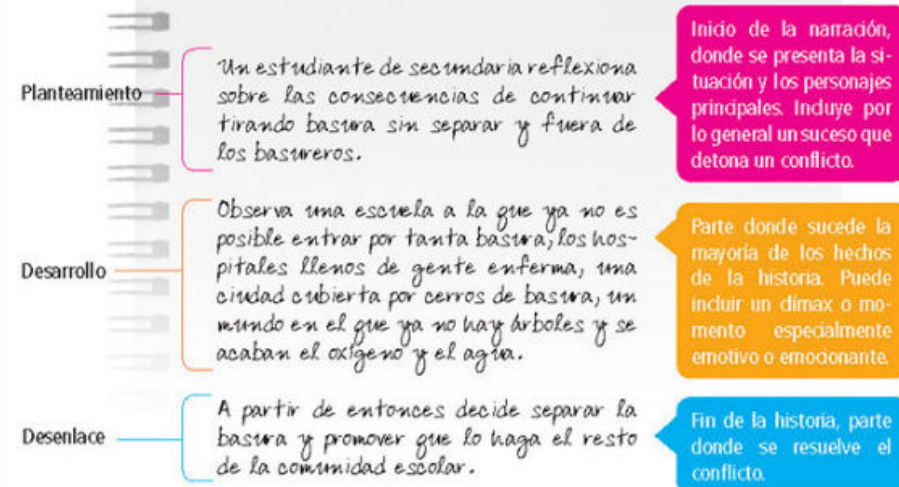 Planteamiento
Un estudiante de secundaria reflexiona
sobre las consecuencias de continuar
tirando basura sin separar y fuera de
los basureros.
Inicio de la narración,
donde se presenta la si-
tuación y los personajes
principales. Incluye por
lo general un suceso que
detona un conflicto.
Desarrollo
Observa una escuela a la que ya no es
posible entrar por tanta basura, los hos-
pitales llenos de gente enferma, una
ciudad cubierta por cerros de basura, un
mundo en el que ya no hay árboles y se
acaban el oxígeno y el agua.
Parte donde sucede la
mayoría de los hechos
de la historia. Puede
incluir un clímax o mo-
mento especialmente
emotivo o emocionante.
Desenlace
A partir de entonces decide separar la
basura y promover que lo haga el resto
de la comunidad escolar.
Fin de la historia, parte
donde se resuelve el
conflicto.